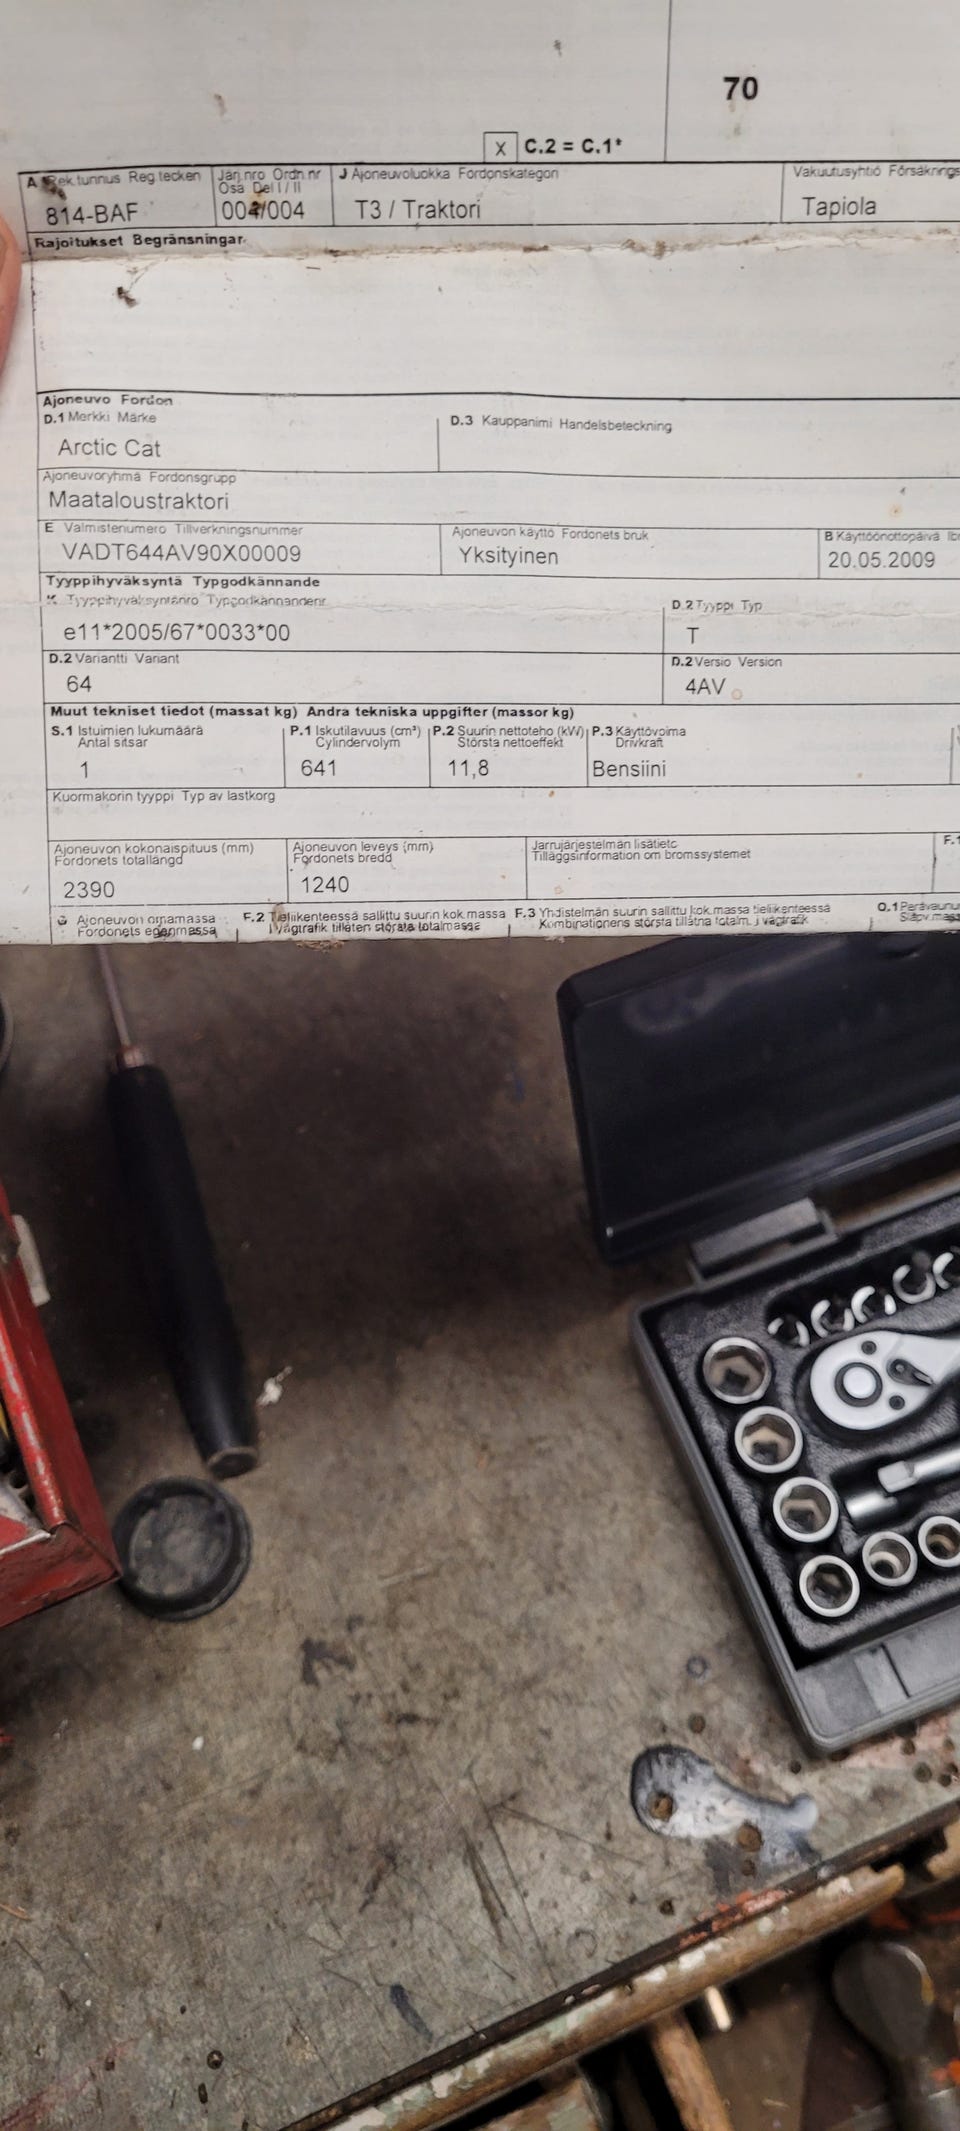 70
X C.2 = C.1*
A Rek.tunnus Reg.tecken Järj.nro Ordn.nr J Ajoneuvoluokka Fordonskategori Vakuutusyhtiö Försäkrings
Osa Del I / II
814-BAF 004/004 T3 / Traktori Tapiola
Rajoitukset Begränsningar
Ajoneuvo Fordon
D.1 Merkki Märke D.3 Kauppanimi Handelsbeteckning
Arctic Cat
Ajoneuvoryhmä Fordonsgrupp
Maataloustraktori
E Valmistenumero Tillverkningsnummer Ajoneuvon käyttö Fordonets bruk B Käyttöönottopäivä
VADT644AV90X00009 Yksityinen 20.05.2009
Tyyppihyväksyntä Typgodkännande
K Tyyppihyväksyntänro Typgodkännandenr D.2 Tyyppi Typ
e11*2005/67*0033*00 T
D.2 Variantti Variant D.2 Versio Version
64 4AV
Muut tekniset tiedot (massat kg) Andra tekniska uppgifter (massor kg)
S.1 Istuimien lukumäärä P.1 Iskutilavuus (cm³) P.2 Suurin nettoteho (kW) P.3 Käyttövoima
Antal sitsar Cylindervolym Största nettoeffekt Drivkraft
1 641 11,8 Bensiini
Kuormakorin tyyppi Typ av lastkorg
Ajoneuvon kokonaispituus (mm) Ajoneuvon leveys (mm) Jarrujärjestelmän lisätieto F.1
Fordonets totallängd Fordonets bredd Tilläggsinformation om bromssystemet
2390 1240
G Ajoneuvon omamassa F.2 Tieliikenteessä sallittu suurin kok.massa F.3 Yhdistelmän suurin sallittu kok.massa tieliikenteessä O.1
Fordonets egenmassa I vägtrafik tillåten största totalmassa Kombinationens största tillåtna totalm. i vägtrafik